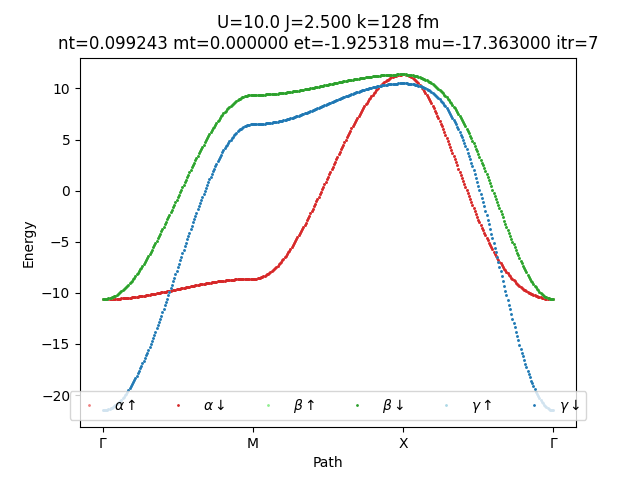 U=10.0 J=2.500 k=128 fm
nt=0.099243 mt=0.000000 et=-1.925318 mu=-17.363000 itr=7
10
5
0
−5
−10
−15
−20
Energy
α↑ α↓ β↑ β↓ γ↑ γ↓
Γ M X Γ
Path